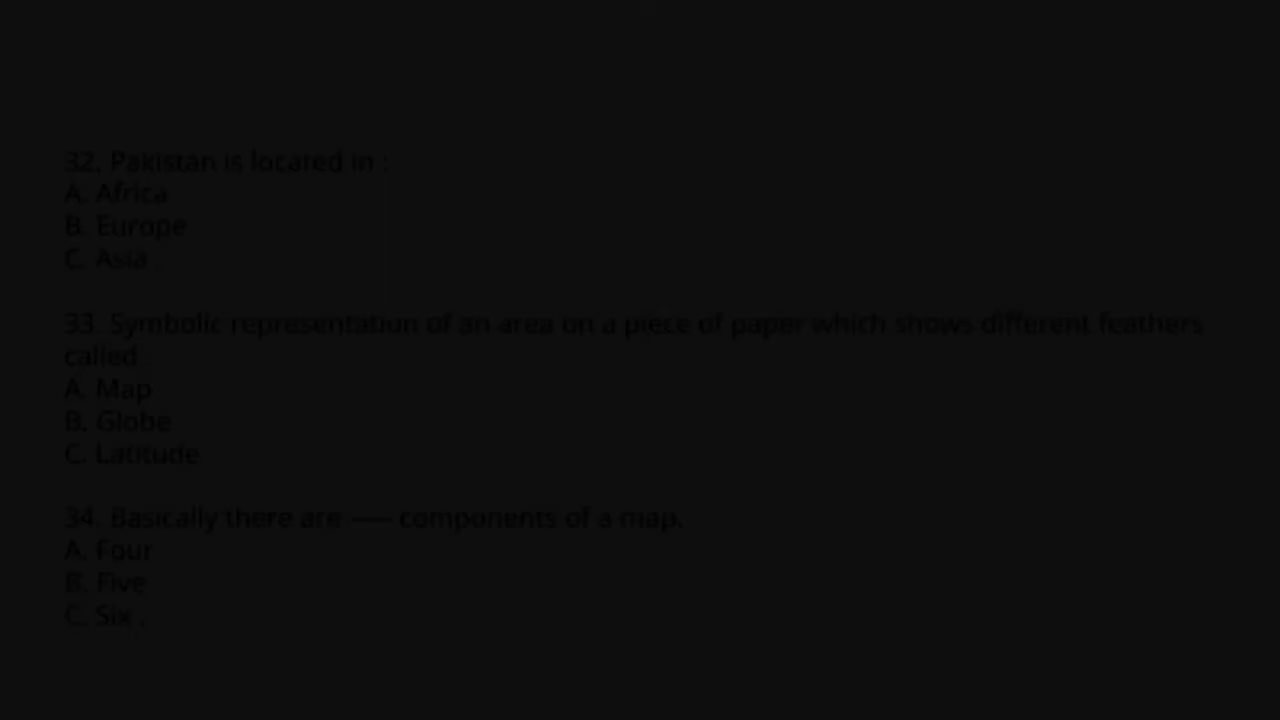 32. Pakistan is located in :
A. Africa
B. Europe
C. Asia .
33. Symbolic representation of an area on a piece of paper which shows different feathers
called
A. Map
B. Globe
C. Latitude
34. Basically there are —– components of a map.
A. Four
B. Five
C. Six .